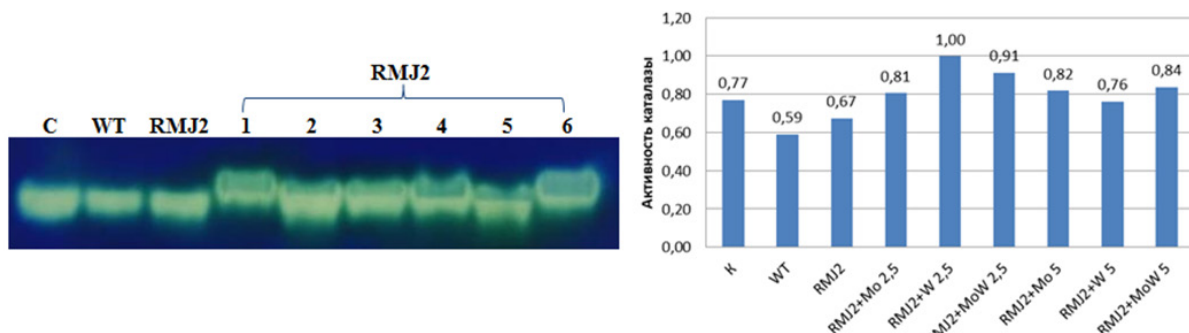 RMJ2
C WT RMJ2 1 2 3 4 5 6
Активность каталазы
1,20
1,00
0,80
0,60
0,40
0,20
0,00
0,77
0,59
0,67
0,81
1,00
0,91
0,82
0,76
0,84
К
WT
RMJ2
RMJ2+Mo 2,5
RMJ2+W 2,5
RMJ2+MoW 2,5
RMJ2+Mo 5
RMJ2+W 5
RMJ2+MoW 5